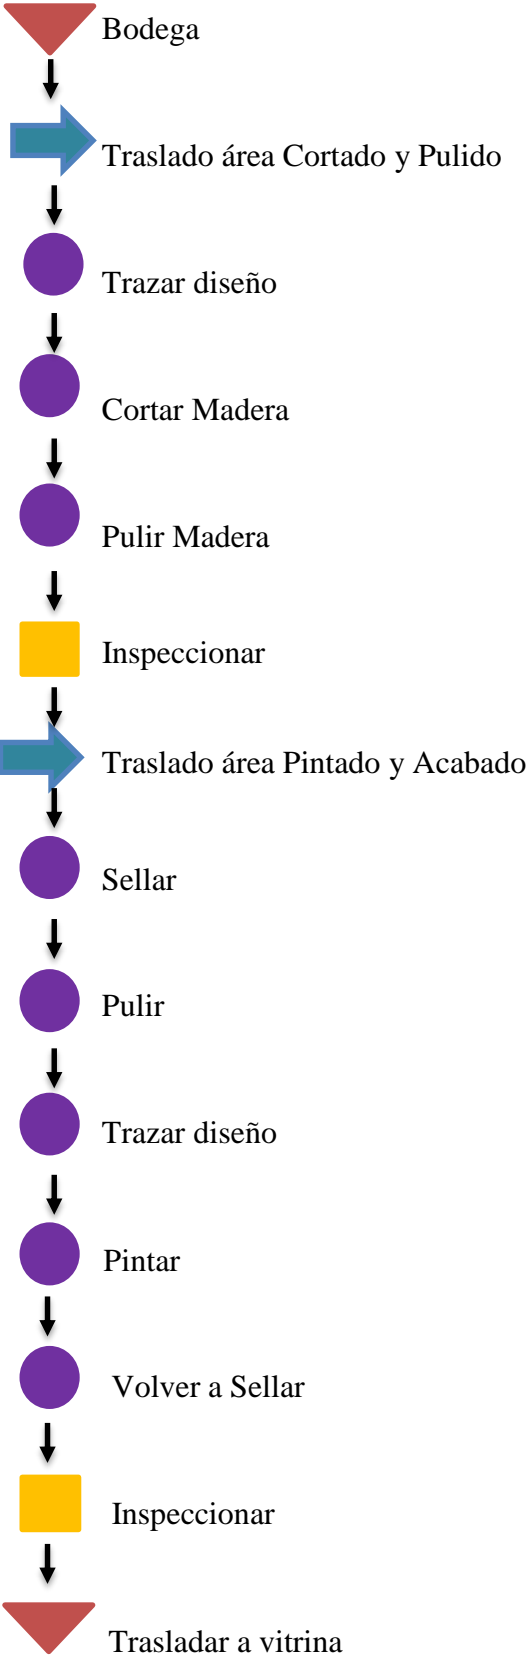 Bodega
Traslado área Cortado y Pulido
Trazar diseño
Cortar Madera
Pulir Madera
Inspeccionar
Traslado área Pintado y Acabado
Sellar
Pulir
Trazar diseño
Pintar
Volver a Sellar
Inspeccionar
Trasladar a vitrina